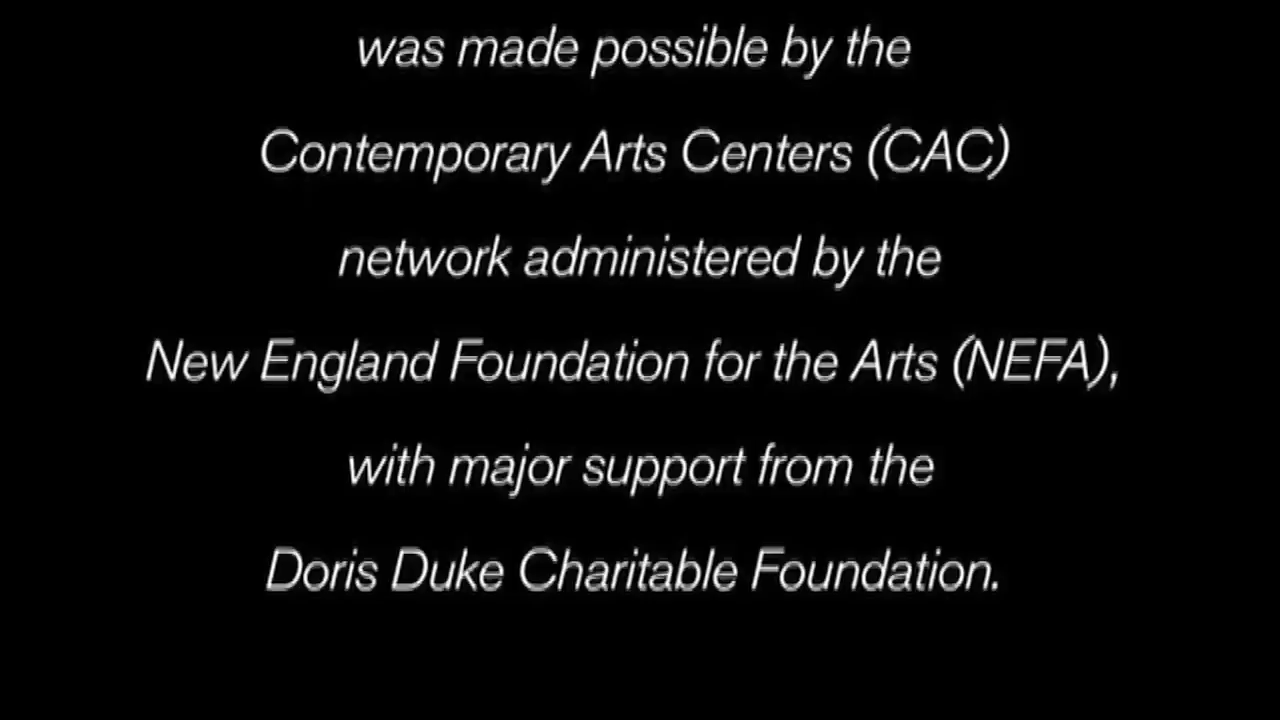 was made possible by the
Contemporary Arts Centers (CAC)
network administered by the
New England Foundation for the Arts (NEFA),
with major support from the
Doris Duke Charitable Foundation.